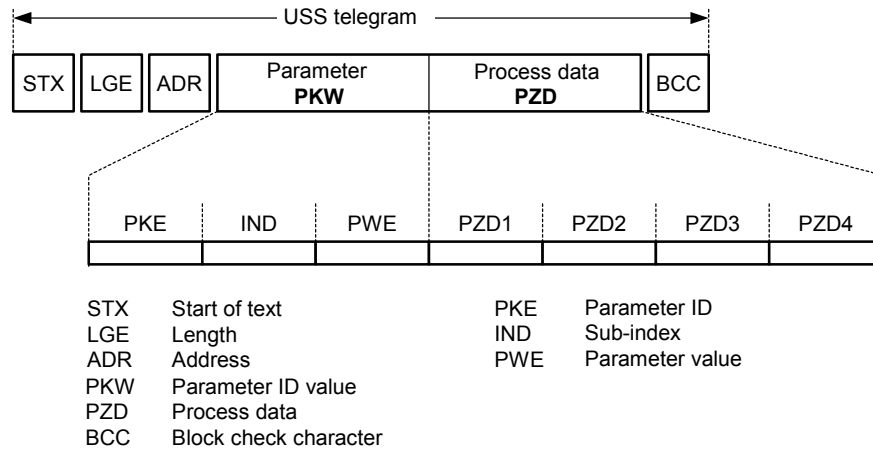 USS telegram
STX LGE ADR Parameter PKW Process data PZD BCC
PKE IND PWE PZD1 PZD2 PZD3 PZD4
STX Start of text PKE Parameter ID
LGE Length IND Sub-index
ADR Address PWE Parameter value
PKW Parameter ID value
PZD Process data
BCC Block check character